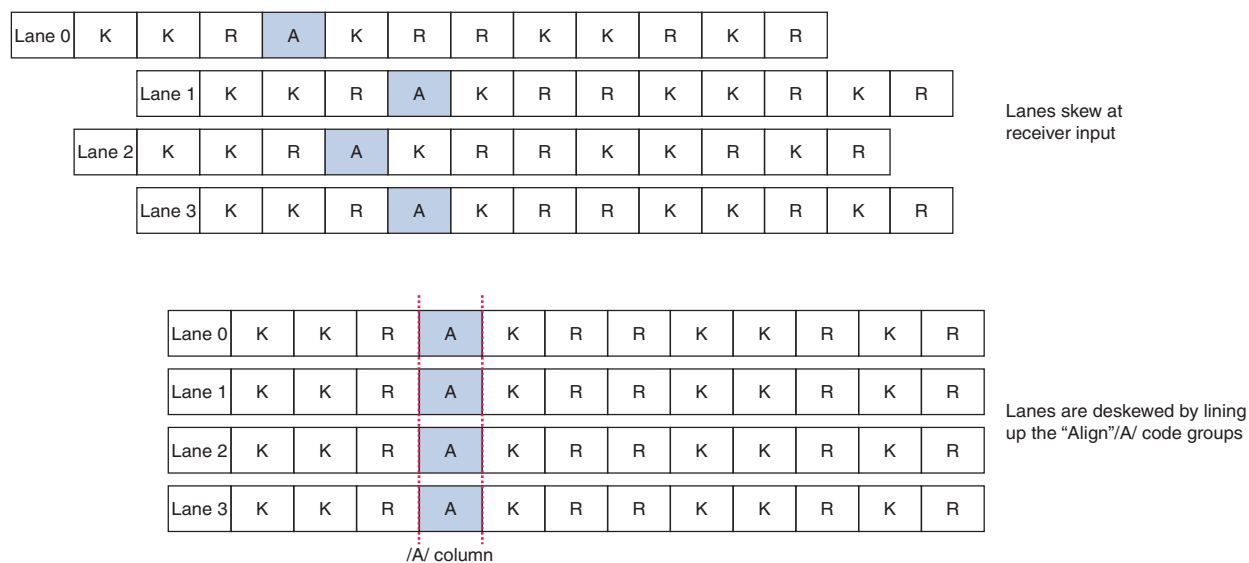 Lane 0 K K R A K R R K K R K R
Lane 1 K K R A K R R K K R K R
Lanes skew at
receiver input
Lane 2 K K R A K R R K K R K R
Lane 3 K K R A K R R K K R K R
Lane 0 K K R A K R R K K R K R
Lane 1 K K R A K R R K K R K R
Lanes are deskewed by lining
up the “Align”/A/ code groups
Lane 2 K K R A K R R K K R K R
Lane 3 K K R A K R R K K R K R
/A/ column